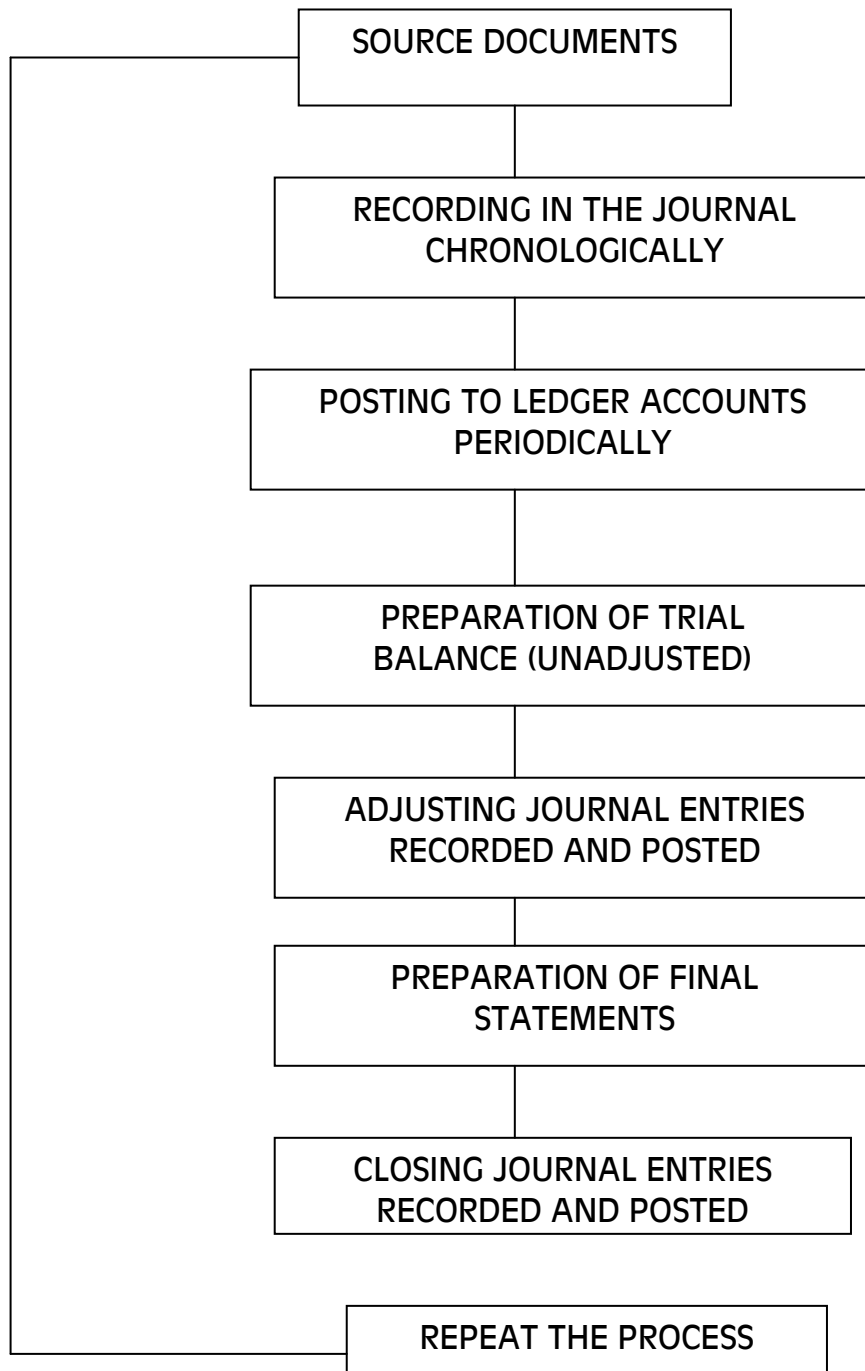 SOURCE DOCUMENTS
RECORDING IN THE JOURNAL
CHRONOLOGICALLY
POSTING TO LEDGER ACCOUNTS
PERIODICALLY
PREPARATION OF TRIAL
BALANCE (UNADJUSTED)
ADJUSTING JOURNAL ENTRIES
RECORDED AND POSTED
PREPARATION OF FINAL
STATEMENTS
CLOSING JOURNAL ENTRIES
RECORDED AND POSTED
REPEAT THE PROCESS